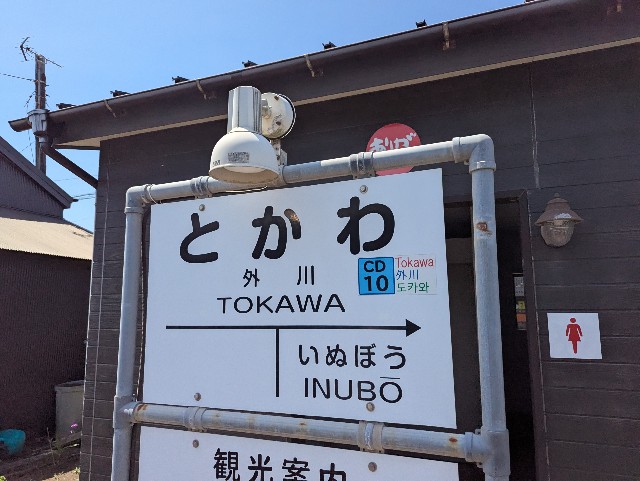 とかわ
外川
TOKAWA
CD
10
Tokawa
外川
도카와
いぬぼう
INUBŌ
観光案内